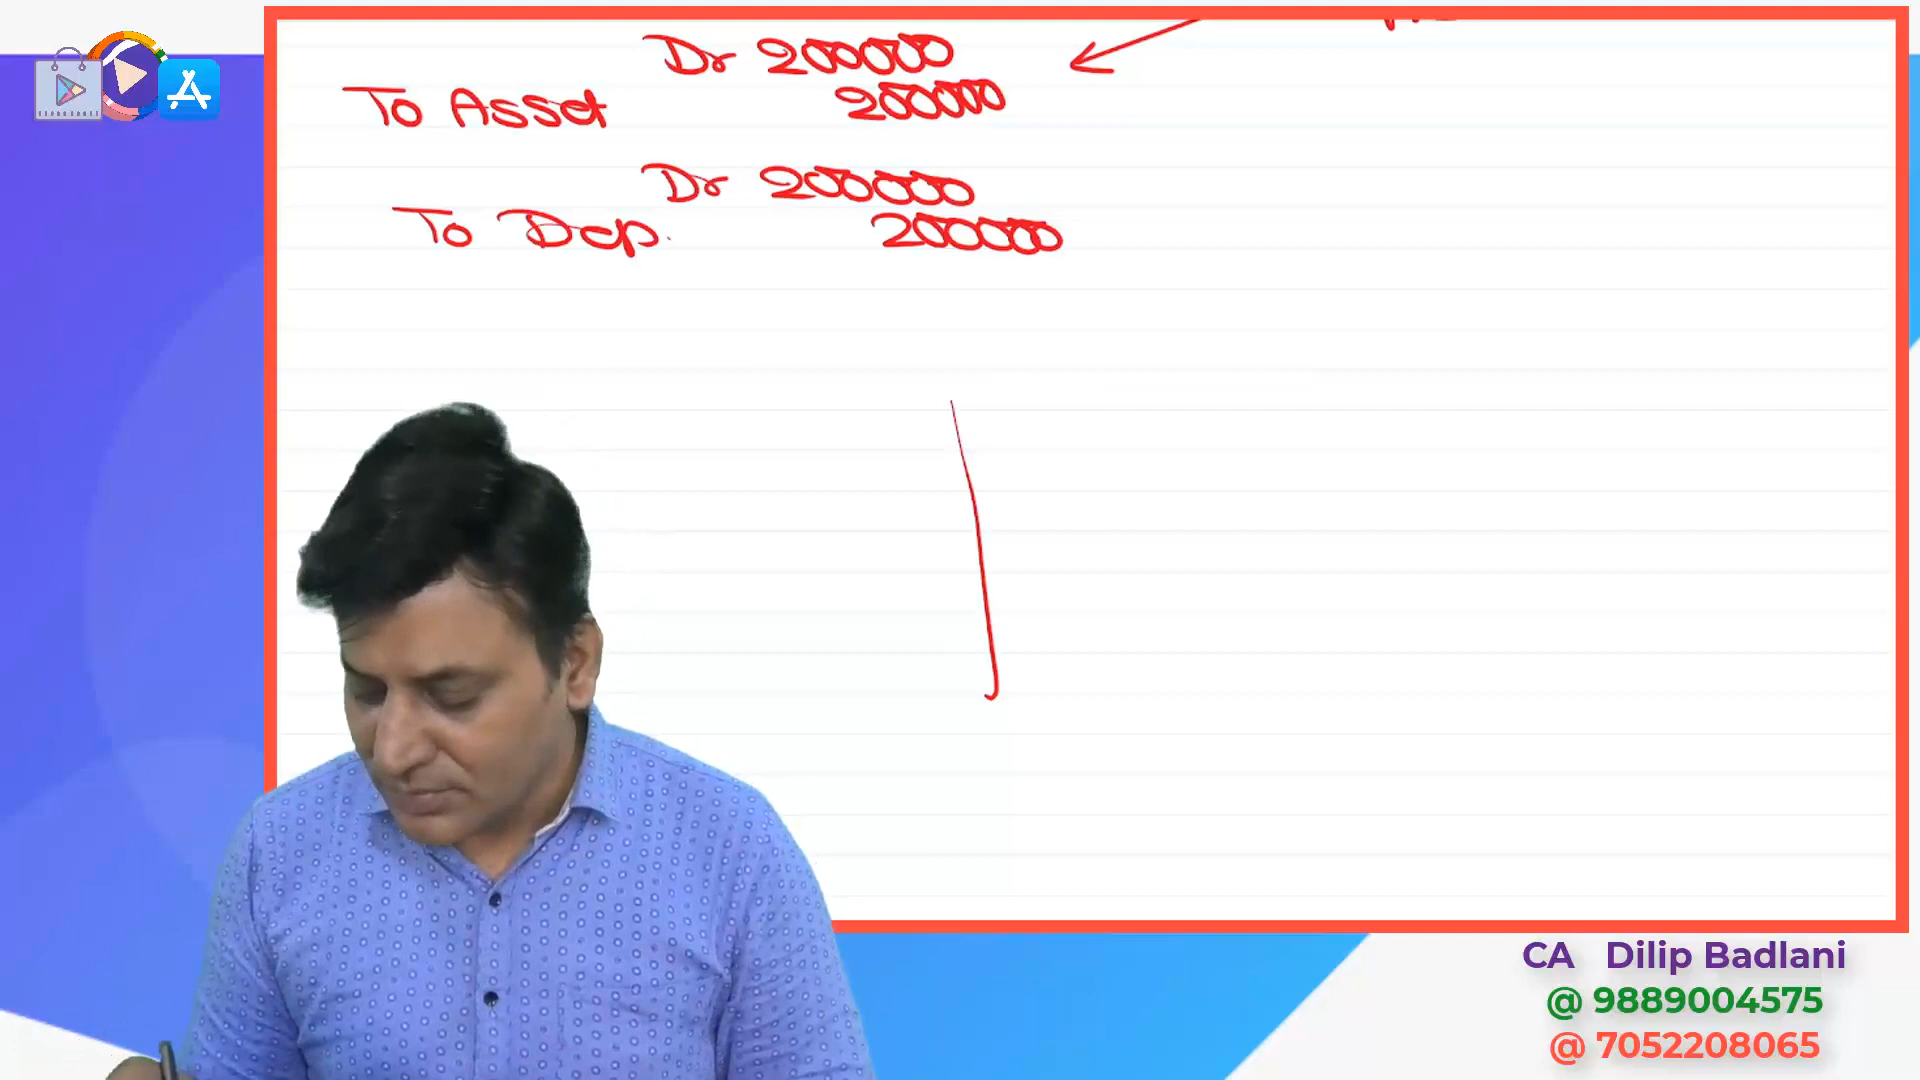 Dr 200000
To Asset 200000
Dr 200000
To Dep. 200000
CA Dilip Badlani
@ 9889004575
@ 7052208065